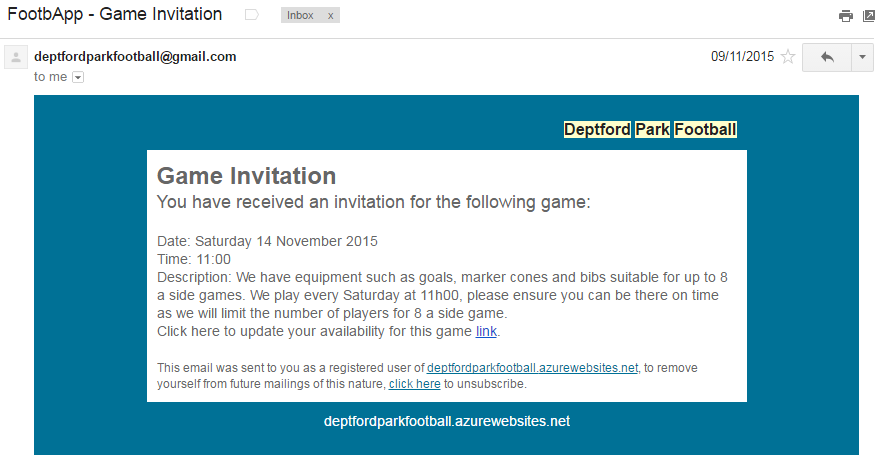 FootbApp - Game Invitation
Inbox x
deptfordparkfootball@gmail.com
09/11/2015
to me
Deptford Park Football
Game Invitation
You have received an invitation for the following game:
Date: Saturday 14 November 2015
Time: 11:00
Description: We have equipment such as goals, marker cones and bibs suitable for up to 8
a side games. We play every Saturday at 11h00, please ensure you can be there on time
as we will limit the number of players for 8 a side game.
Click here to update your availability for this game link.
This email was sent to you as a registered user of deptfordparkfootball.azurewebsites.net, to remove
yourself from future mailings of this nature, click here to unsubscribe.
deptfordparkfootball.azurewebsites.net